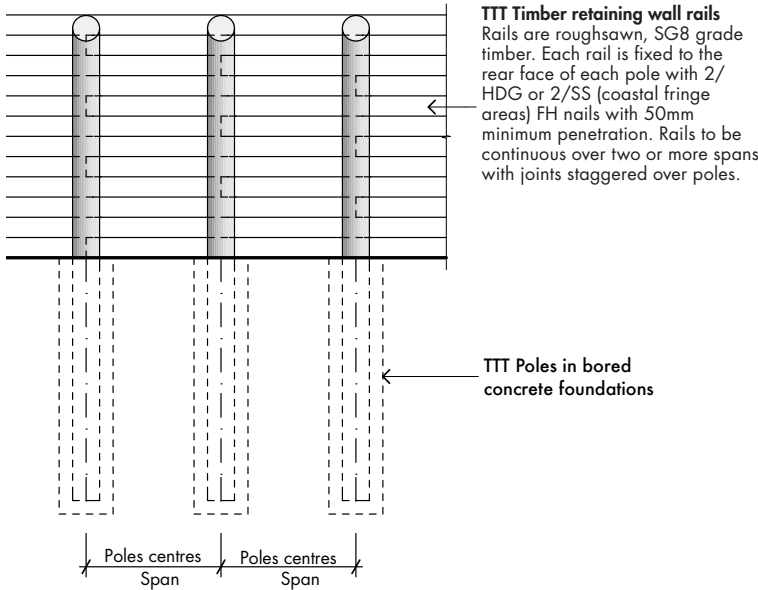 TTT Timber retaining wall rails
Rails are roughsawn, SG8 grade
timber. Each rail is fixed to the
rear face of each pole with 2/
HDG or 2/SS (coastal fringe
areas) FH nails with 50mm
minimum penetration. Rails to be
continuous over two or more spans
with joints staggered over poles.
TTT Poles in bored
concrete foundations
Poles centres
Span
Poles centres
Span